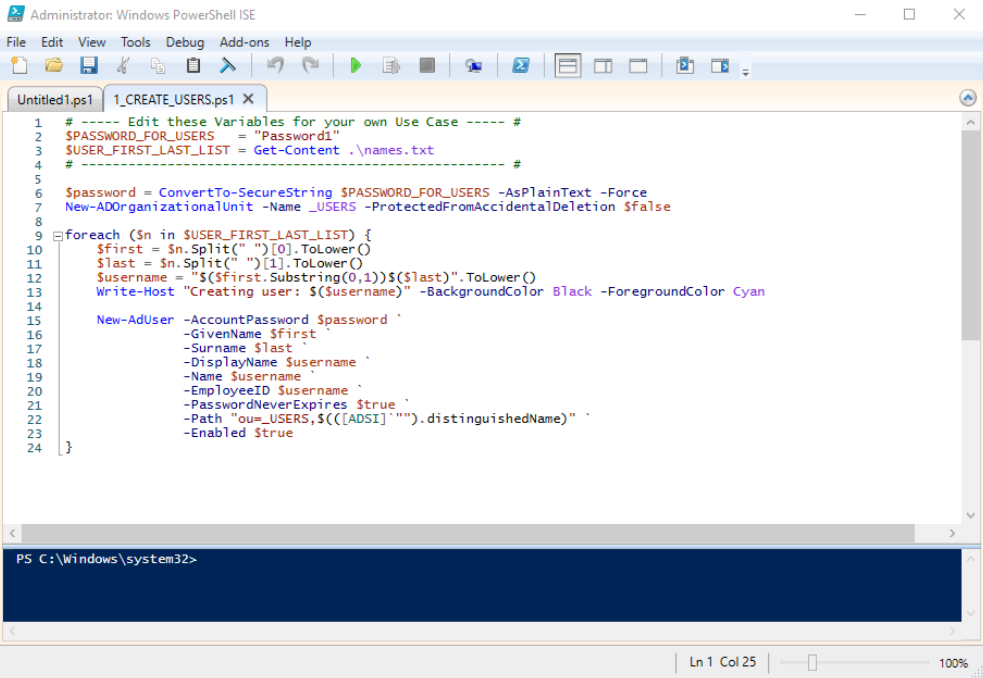 Administrator: Windows PowerShell ISE
File Edit View Tools Debug Add-ons Help
Untitled1.ps1 1_CREATE_USERS.ps1 X
1 # ----- Edit these Variables for your own Use Case ----- #
2 $PASSWORD_FOR_USERS   = "Password1"
3 $USER_FIRST_LAST_LIST = Get-Content .\names.txt
4 # ------------------------------------------------------ #
5
6 $password = ConvertTo-SecureString $PASSWORD_FOR_USERS -AsPlainText -Force
7 New-ADOrganizationalUnit -Name _USERS -ProtectedFromAccidentalDeletion $false
8
9 foreach ($n in $USER_FIRST_LAST_LIST) {
10     $first = $n.Split(" ")[0].ToLower()
11     $last = $n.Split(" ")[1].ToLower()
12     $username = "$($first.Substring(0,1))$($last)".ToLower()
13     Write-Host "Creating user: $($username)" -BackgroundColor Black -ForegroundColor Cyan
14
15     New-AdUser -AccountPassword $password `
16                -GivenName $first `
17                -Surname $last `
18                -DisplayName $username `
19                -Name $username `
20                -EmployeeID $username `
21                -PasswordNeverExpires $true `
22                -Path "ou=_USERS,$(([ADSI]`"").distinguishedName)" `
23                -Enabled $true
24 }
PS C:\Windows\system32>
Ln 1 Col 25 100%